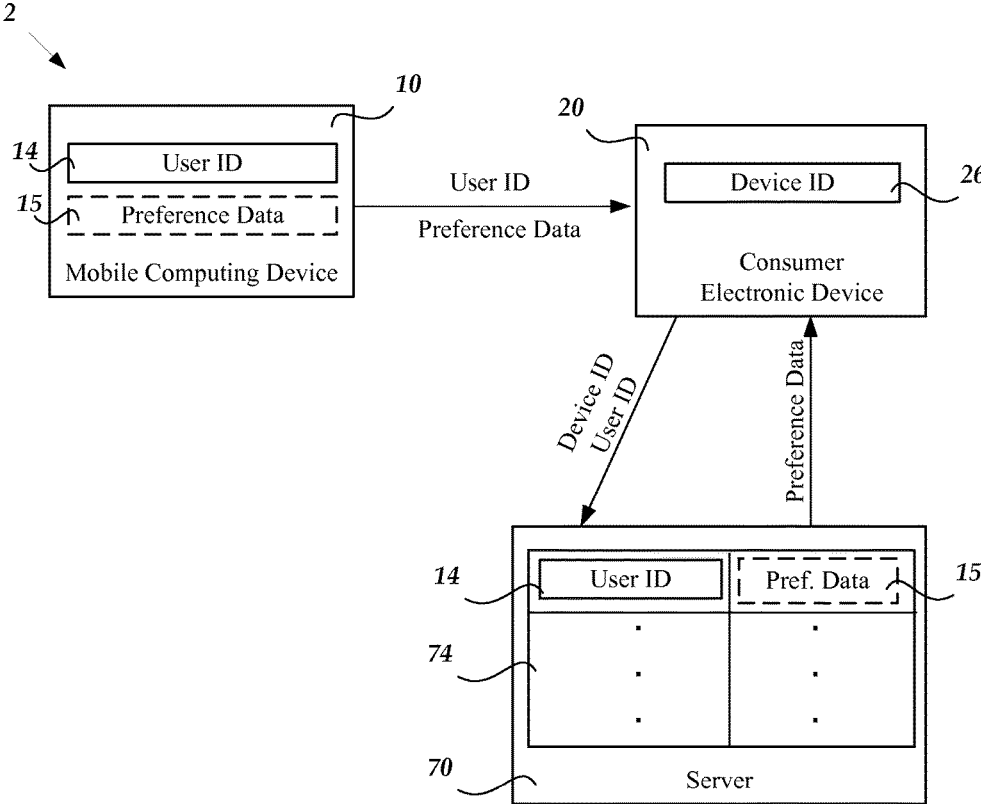 2
10
20
14
User ID
15
Preference Data
Mobile Computing Device
User ID
Preference Data
Device ID
26
Consumer
Electronic Device
Device ID
User ID
Preference Data
14
User ID
Pref. Data
15
74
70
Server